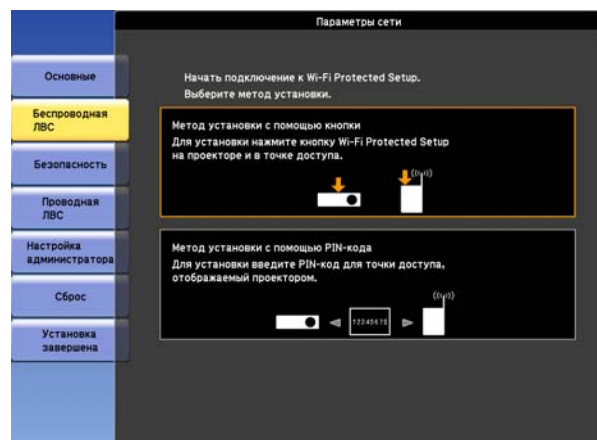 Параметры сети
Основные
Беспроводная
ЛВС
Безопасность
Проводная
ЛВС
Настройка
администратора
Сброс
Установка
завершена
Начать подключение к Wi-Fi Protected Setup.
Выберите метод установки.
Метод установки с помощью кнопки
Для установки нажмите кнопку Wi-Fi Protected Setup
на проекторе и в точке доступа.
Метод установки с помощью PIN-кода
Для установки введите PIN-код для точки доступа,
отображаемый проектором.
12245678